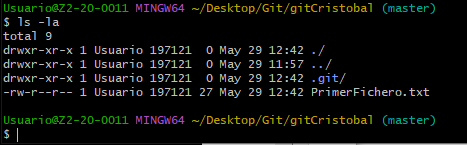 Usuario@Z2-20-0011 MINGW64 ~/Desktop/Git/gitCristobal (master)
$ ls -la
total 9
drwxr-xr-x 1 Usuario 197121  0 May 29 12:42 ./
drwxr-xr-x 1 Usuario 197121  0 May 29 11:57 ../
drwxr-xr-x 1 Usuario 197121  0 May 29 12:42 .git/
-rw-r--r-- 1 Usuario 197121 27 May 29 12:42 PrimerFichero.txt
Usuario@Z2-20-0011 MINGW64 ~/Desktop/Git/gitCristobal (master)
$